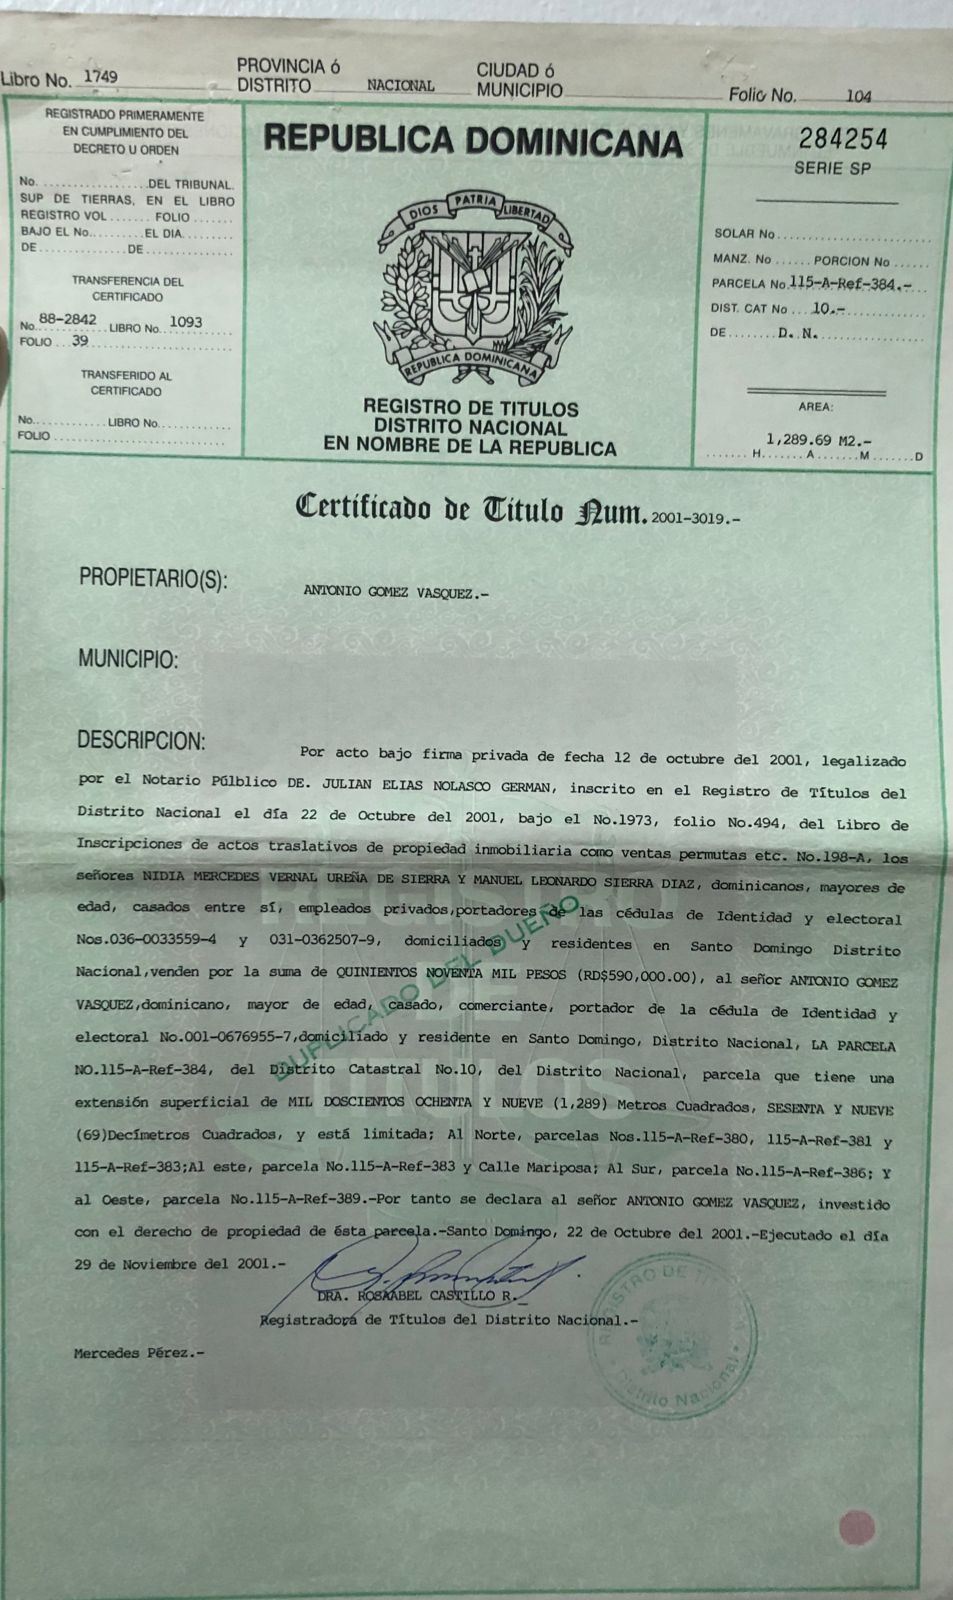 Libro No. 1749 PROVINCIA ó DISTRITO NACIONAL CIUDAD ó MUNICIPIO Folio No. 104
REGISTRADO PRIMERAMENTE
EN CUMPLIMIENTO DEL
DECRETO U ORDEN
No. DEL TRIBUNAL.
SUP DE TIERRAS, EN EL LIBRO
REGISTRO VOL FOLIO
BAJO EL No. EL DIA
DE DE
TRANSFERENCIA DEL
CERTIFICADO
No. 88-2842 LIBRO No. 1093
FOLIO 39
TRANSFERIDO AL
CERTIFICADO
No. LIBRO No.
FOLIO
REPUBLICA DOMINICANA
DIOS PATRIA LIBERTAD
REPUBLICA DOMINICANA
REGISTRO DE TITULOS
DISTRITO NACIONAL
EN NOMBRE DE LA REPUBLICA
284254
SERIE SP
SOLAR No
MANZ. No PORCION No
PARCELA No. 115-A-Ref-384.-
DIST. CAT No 10.-
DE D. N.
AREA:
1,289.69 M2.-
H. A. M. D
Certificado de Titulo Num. 2001-3019.-
PROPIETARIO(S): ANTONIO GOMEZ VASQUEZ.-
MUNICIPIO:
DESCRIPCION: Por acto bajo firma privada de fecha 12 de octubre del 2001, legalizado
por el Notario Púlblico DE. JULIAN ELIAS NOLASCO GERMAN, inscrito en el Registro de Títulos del
Distrito Nacional el día 22 de Octubre del 2001, bajo el No.1973, folio No.494, del Libro de
Inscripciones de actos traslativos de propiedad inmobiliaria como ventas permutas etc. No.198-A, los
señores NIDIA MERCEDES VERNAL UREÑA DE SIERRA Y MANUEL LEONARDO SIERRA DIAZ, dominicanos, mayores de
edad, casados entre sí, empleados privados,portadores de las cédulas de Identidad y electoral
Nos.036-0033559-4 y 031-0362507-9, domiciliados y residentes en Santo Domingo Distrito
Nacional,venden por la suma de QUINIENTOS NOVENTA MIL PESOS (RD$590,000.00), al señor ANTONIO GOMEZ
VASQUEZ,dominicano, mayor de edad, casado, comerciante, portador de la cédula de Identidad y
electoral No.001-0676955-7,domiciliado y residente en Santo Domingo, Distrito Nacional, LA PARCELA
NO.115-A-Ref-384, del Distrito Catastral No.10, del Distrito Nacional, parcela que tiene una
extensión superficial de MIL DOSCIENTOS OCHENTA Y NUEVE (1,289) Metros Cuadrados, SESENTA Y NUEVE
(69)Decímetros Cuadrados, y está limitada; Al Norte, parcelas Nos.115-A-Ref-380, 115-A-Ref-381 y
115-A-Ref-383;Al este, parcela No.115-A-Ref-383 y Calle Mariposa; Al Sur, parcela No.115-A-Ref-386; Y
al Oeste, parcela No.115-A-Ref-389.-Por tanto se declara al señor ANTONIO GOMEZ VASQUEZ, investido
con el derecho de propiedad de ésta parcela.-Santo Domingo, 22 de Octubre del 2001.-Ejecutado el día
29 de Noviembre del 2001.-
DUPLICADO DEL DUEÑO
DRA. ROSAABEL CASTILLO R.
Registradora de Títulos del Distrito Nacional.-
Mercedes Pérez.-
REGISTRO DE
Distrito Nacional